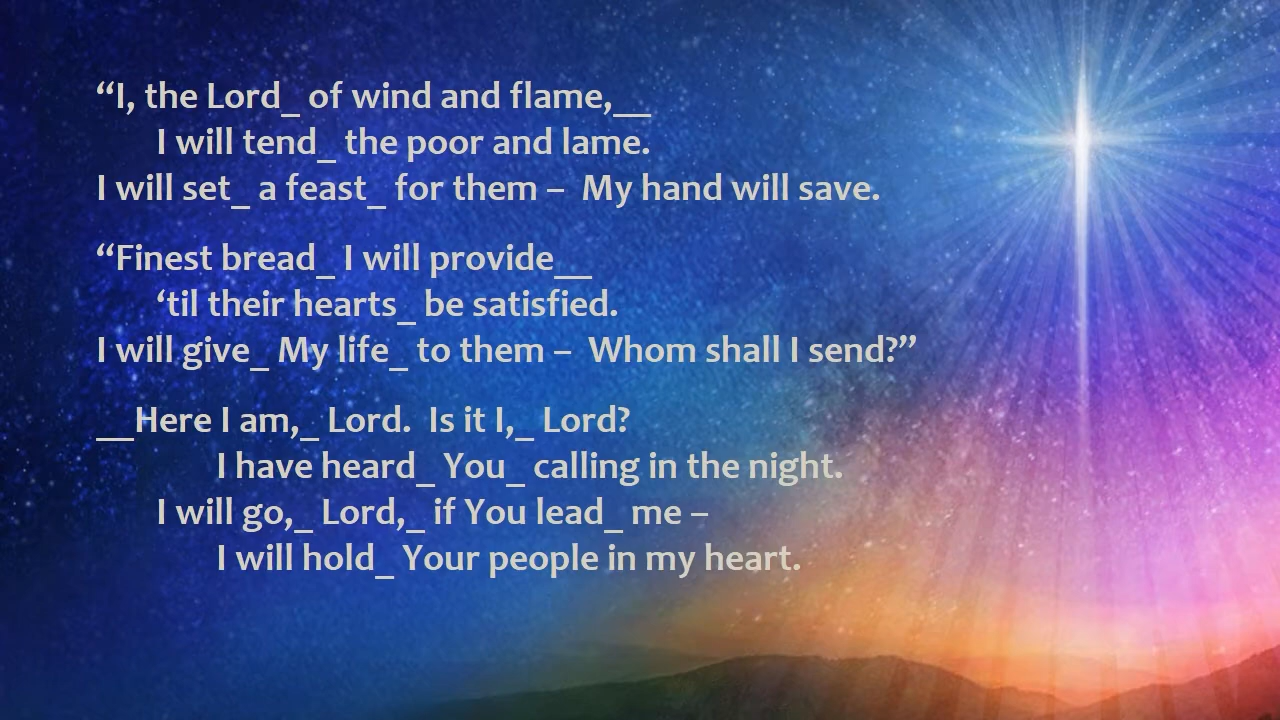 “I, the Lord_ of wind and flame,__
I will tend_ the poor and lame.
I will set_ a feast_ for them – My hand will save.
“Finest bread_ I will provide__
‘til their hearts_ be satisfied.
I will give_ My life_ to them – Whom shall I send?”
__Here I am,_ Lord. Is it I,_ Lord?
I have heard_ You_ calling in the night.
I will go,_ Lord,_ if You lead_ me –
I will hold_ Your people in my heart.